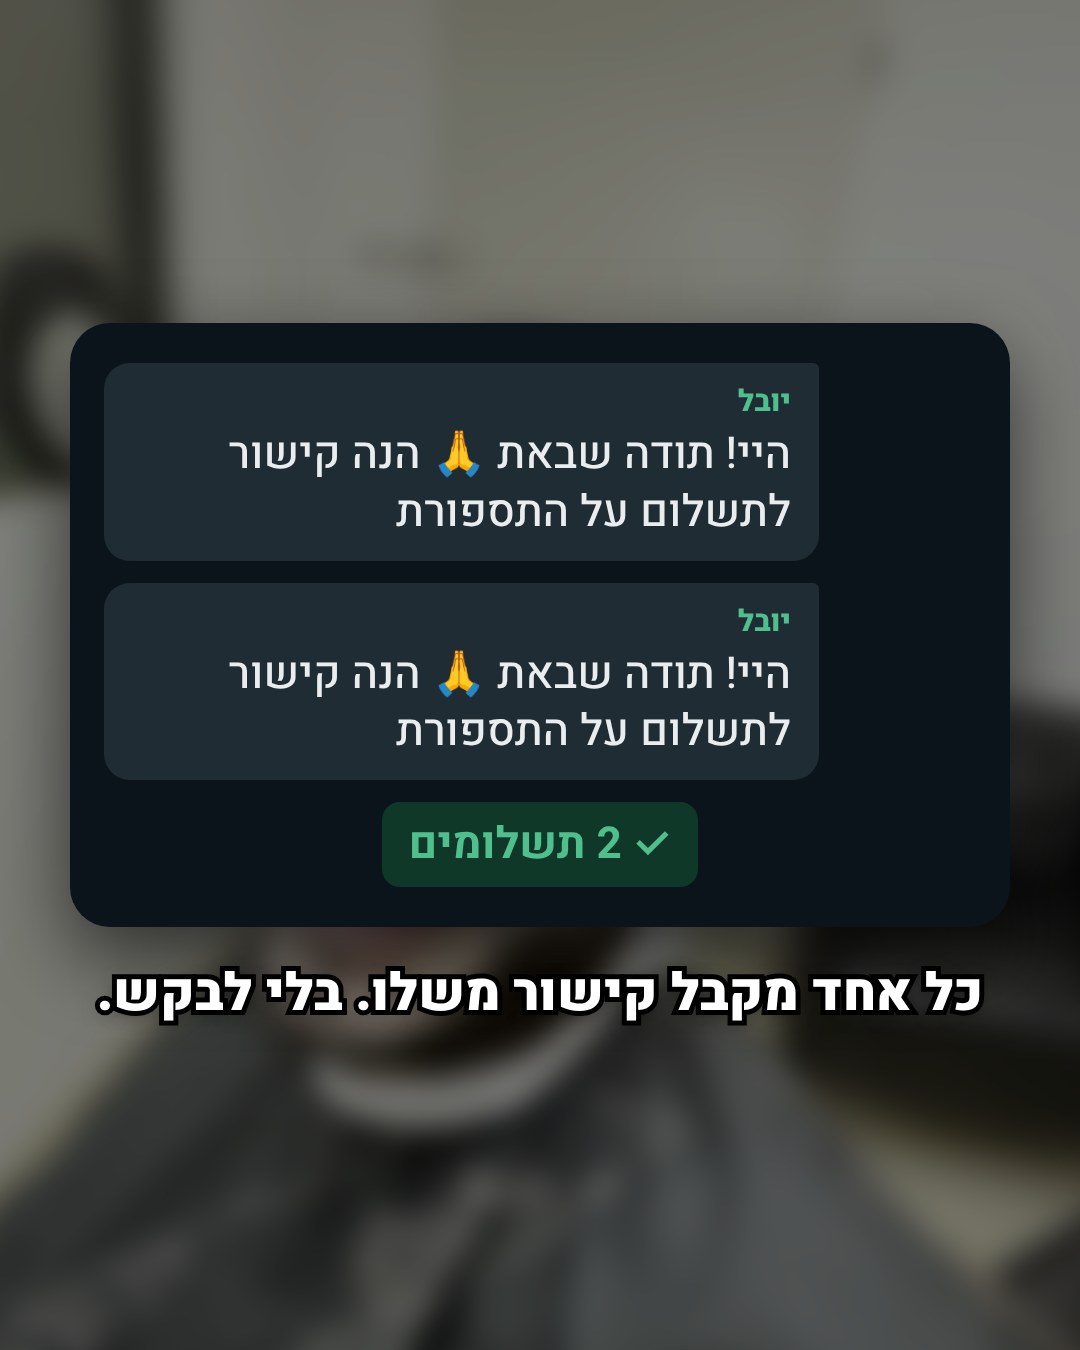 יובל
היי! תודה שבאת 🙏 הנה קישור
לתשלום על התספורת
יובל
היי! תודה שבאת 🙏 הנה קישור
לתשלום על התספורת
✓ 2 תשלומים
כל אחד מקבל קישור משלו. בלי לבקש.